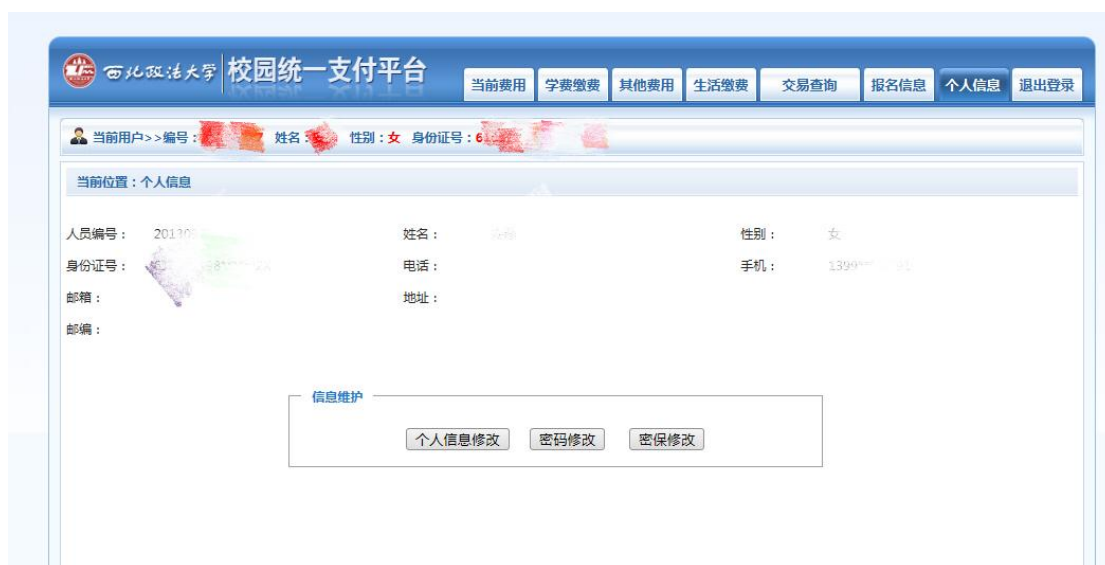 西北政法大学 校园统一支付平台
当前费用 学费缴费 其他费用 生活缴费 交易查询 报名信息 个人信息 退出登录
当前用户>>编号： 姓名： 性别：女 身份证号：6
当前位置：个人信息
人员编号： 姓名： 性别： 女
身份证号： 电话： 手机： 1399
邮箱： 地址：
邮编：
信息维护
个人信息修改 密码修改 密保修改